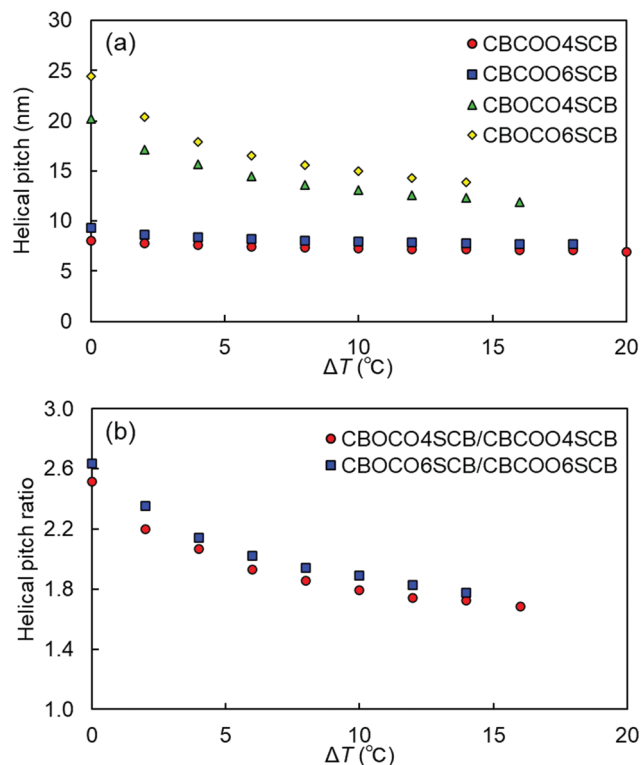 (a)
CBCOO4SCB
CBCOO6SCB
CBOCO4SCB
CBOCO6SCB
Helical pitch (nm)
30
25
20
15
10
5
0
0 5 10 15 20
ΔT (℃)
(b)
CBOCO4SCB/CBCOO4SCB
CBOCO6SCB/CBCOO6SCB
Helical pitch ratio
3.0
2.6
2.2
1.8
1.4
1.0
0 5 10 15 20
ΔT (℃)